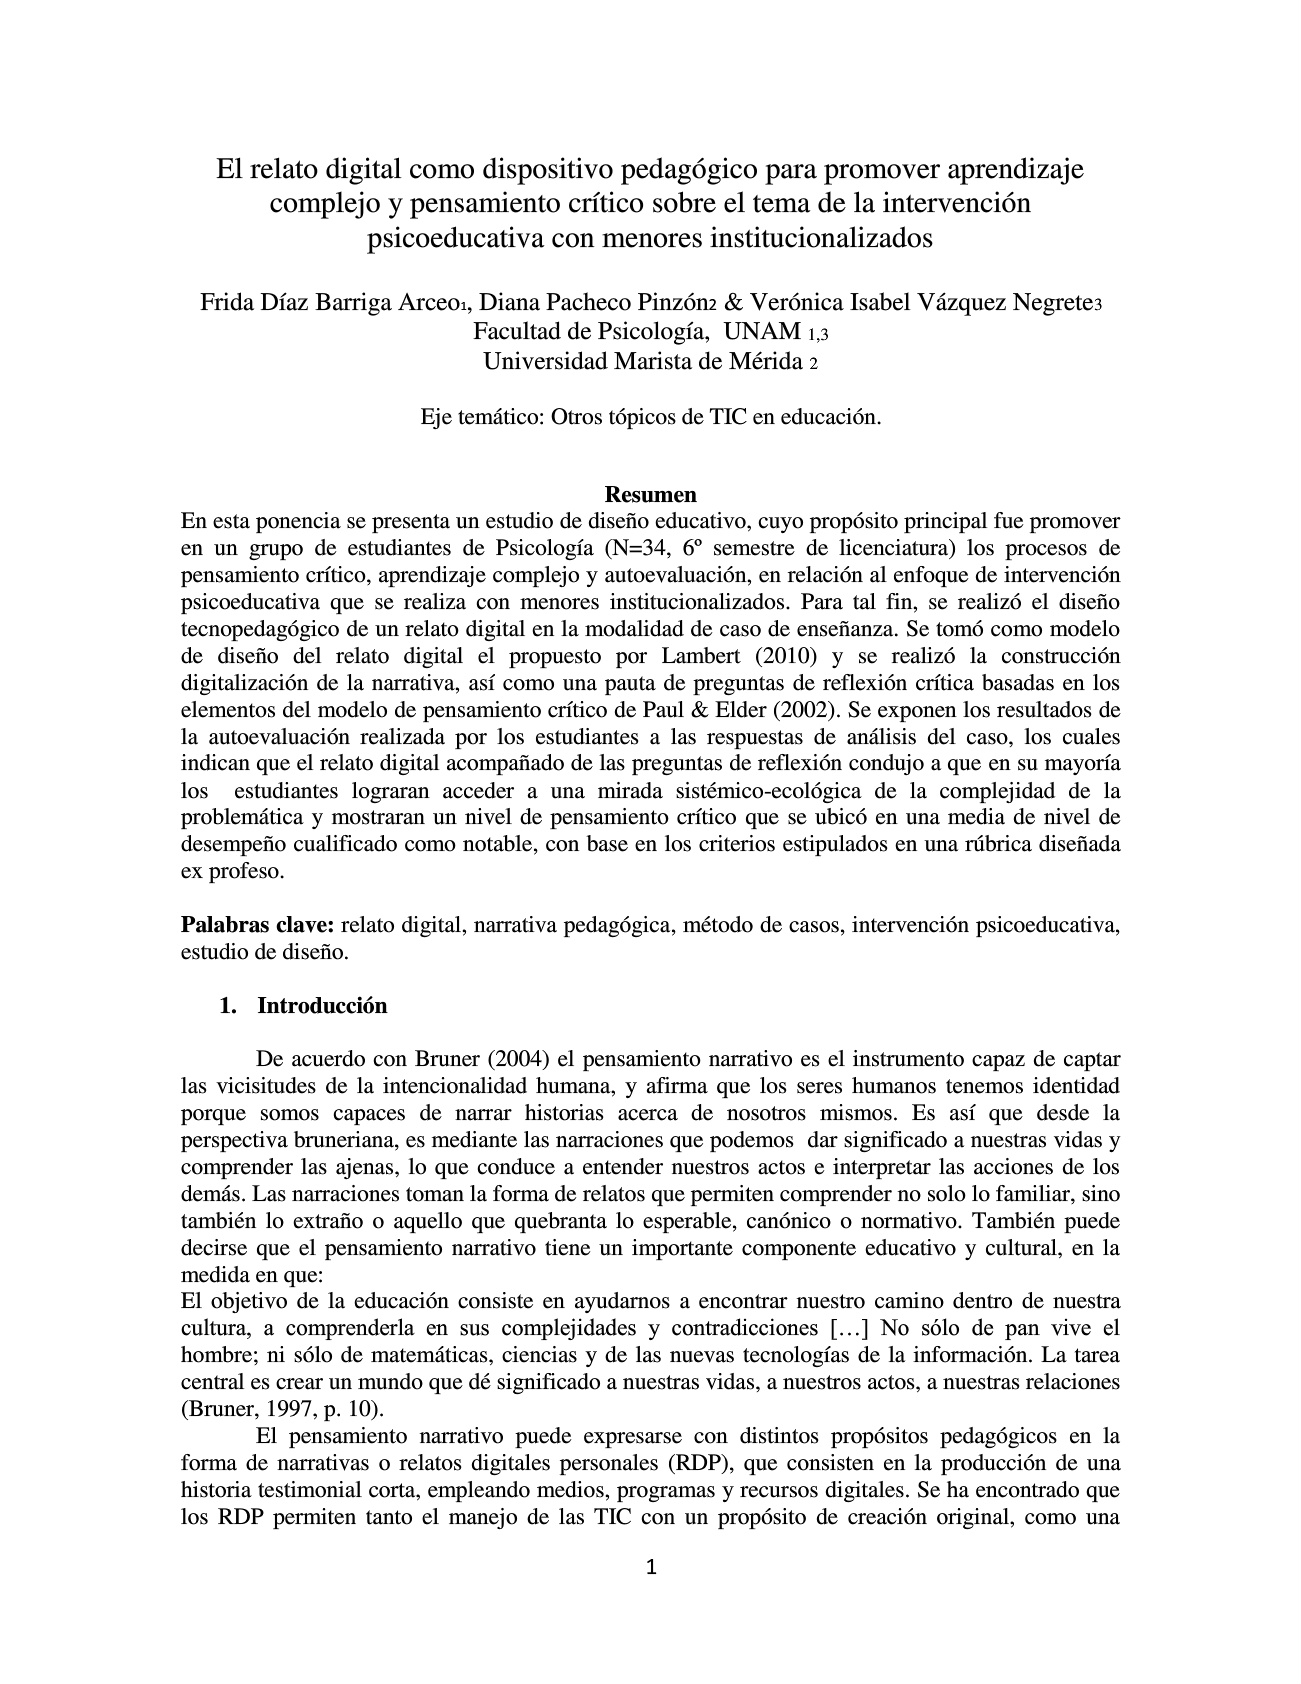 El relato digital como dispositivo pedagógico para promover aprendizaje
complejo y pensamiento crítico sobre el tema de la intervención
psicoeducativa con menores institucionalizados
Frida Díaz Barriga Arceo1, Diana Pacheco Pinzón2 & Verónica Isabel Vázquez Negrete3
Facultad de Psicología, UNAM 1,3
Universidad Marista de Mérida 2
Eje temático: Otros tópicos de TIC en educación.
Resumen
En esta ponencia se presenta un estudio de diseño educativo, cuyo propósito principal fue promover
en un grupo de estudiantes de Psicología (N=34, 6º semestre de licenciatura) los procesos de
pensamiento crítico, aprendizaje complejo y autoevaluación, en relación al enfoque de intervención
psicoeducativa que se realiza con menores institucionalizados. Para tal fin, se realizó el diseño
tecnopedagógico de un relato digital en la modalidad de caso de enseñanza. Se tomó como modelo
de diseño del relato digital el propuesto por Lambert (2010) y se realizó la construcción
digitalización de la narrativa, así como una pauta de preguntas de reflexión crítica basadas en los
elementos del modelo de pensamiento crítico de Paul & Elder (2002). Se exponen los resultados de
la autoevaluación realizada por los estudiantes a las respuestas de análisis del caso, los cuales
indican que el relato digital acompañado de las preguntas de reflexión condujo a que en su mayoría
los estudiantes lograran acceder a una mirada sistémico-ecológica de la complejidad de la
problemática y mostraran un nivel de pensamiento crítico que se ubicó en una media de nivel de
desempeño cualificado como notable, con base en los criterios estipulados en una rúbrica diseñada
ex profeso.
Palabras clave: relato digital, narrativa pedagógica, método de casos, intervención psicoeducativa,
estudio de diseño.
1. Introducción
De acuerdo con Bruner (2004) el pensamiento narrativo es el instrumento capaz de captar
las vicisitudes de la intencionalidad humana, y afirma que los seres humanos tenemos identidad
porque somos capaces de narrar historias acerca de nosotros mismos. Es así que desde la
perspectiva bruneriana, es mediante las narraciones que podemos dar significado a nuestras vidas y
comprender las ajenas, lo que conduce a entender nuestros actos e interpretar las acciones de los
demás. Las narraciones toman la forma de relatos que permiten comprender no solo lo familiar, sino
también lo extraño o aquello que quebranta lo esperable, canónico o normativo. También puede
decirse que el pensamiento narrativo tiene un importante componente educativo y cultural, en la
medida en que:
El objetivo de la educación consiste en ayudarnos a encontrar nuestro camino dentro de nuestra
cultura, a comprenderla en sus complejidades y contradicciones […] No sólo de pan vive el
hombre; ni sólo de matemáticas, ciencias y de las nuevas tecnologías de la información. La tarea
central es crear un mundo que dé significado a nuestras vidas, a nuestros actos, a nuestras relaciones
(Bruner, 1997, p. 10).
El pensamiento narrativo puede expresarse con distintos propósitos pedagógicos en la
forma de narrativas o relatos digitales personales (RDP), que consisten en la producción de una
historia testimonial corta, empleando medios, programas y recursos digitales. Se ha encontrado que
los RDP permiten tanto el manejo de las TIC con un propósito de creación original, como una
1